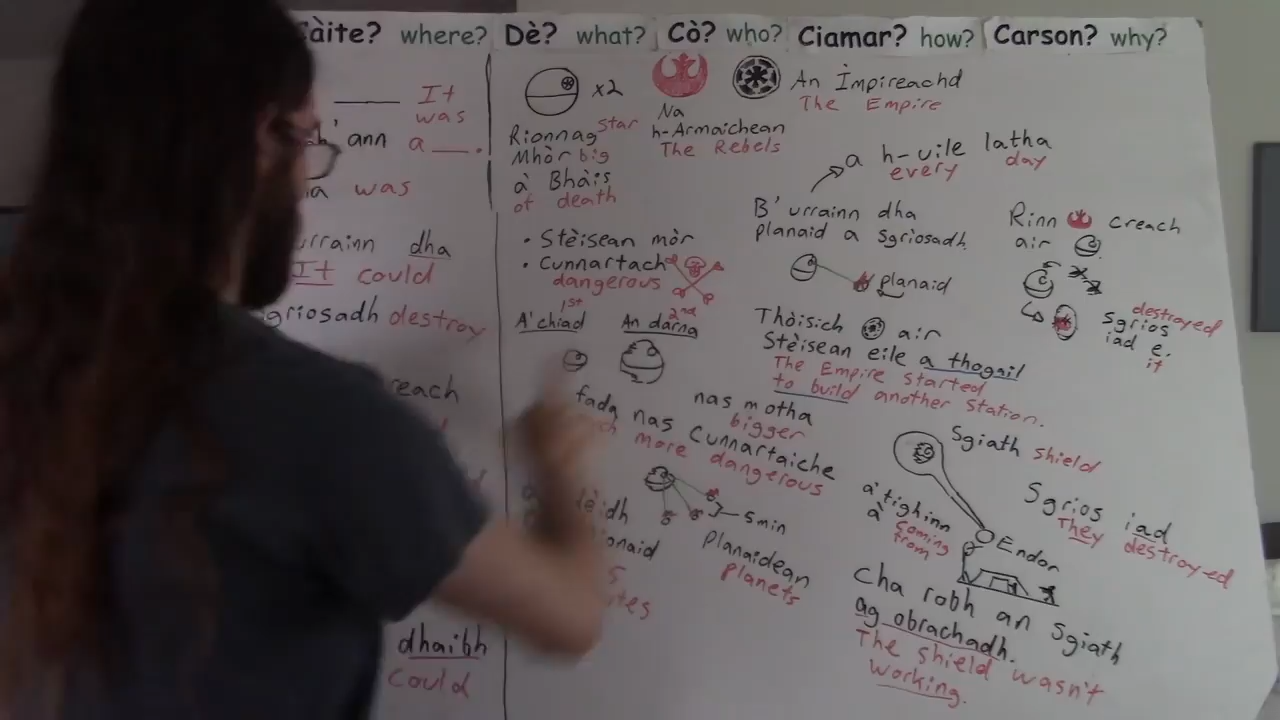 Càite? where? Dè? what? Cò? who? Ciamar? how? Carson? why?
It
was
ann a
was
dha
It could
destroy
dhaibh
could
x2
Rionnag Star
Mhòr big
a' Bhàis
of death
Na
h-Armaichean
The Rebels
An Ìmpireachd
The Empire
• Stèisean mòr
• Cunnartach
dangerous
1st
A' chiad
2nd
An dàrna
fada nas cunnartaiche
more dangerous
nas motha
bigger
5 min
Planaidean
planets
a h-uile latha
every day
B' urrainn dha
planaid a sgriosadh
planaid
Thòisich air
Stèisean eile a thogail
The Empire started
to build another station.
Rinn creach
air
destroyed
Sgrios
iad e.
it
Sgiath shield
a' tighinn
à
coming
from
Endor
Sgrios iad
They destroyed
Cha robh an sgiath
ag obrachadh.
The shield wasn't
working.